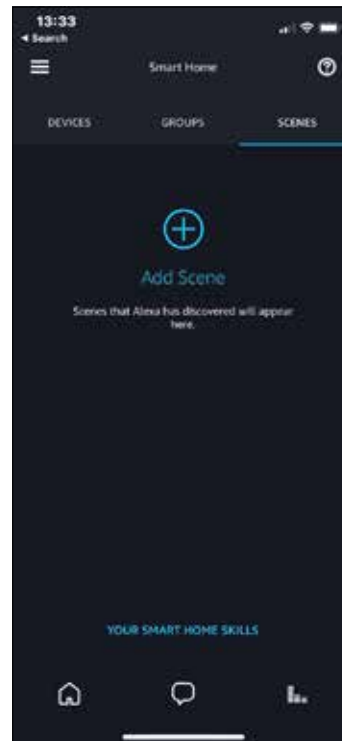 13:33
◀ Search
Smart Home
DEVICES GROUPS SCENES
Add Scene
Scenes that Alexa has discovered will appear
here.
YOUR SMART HOME SKILLS